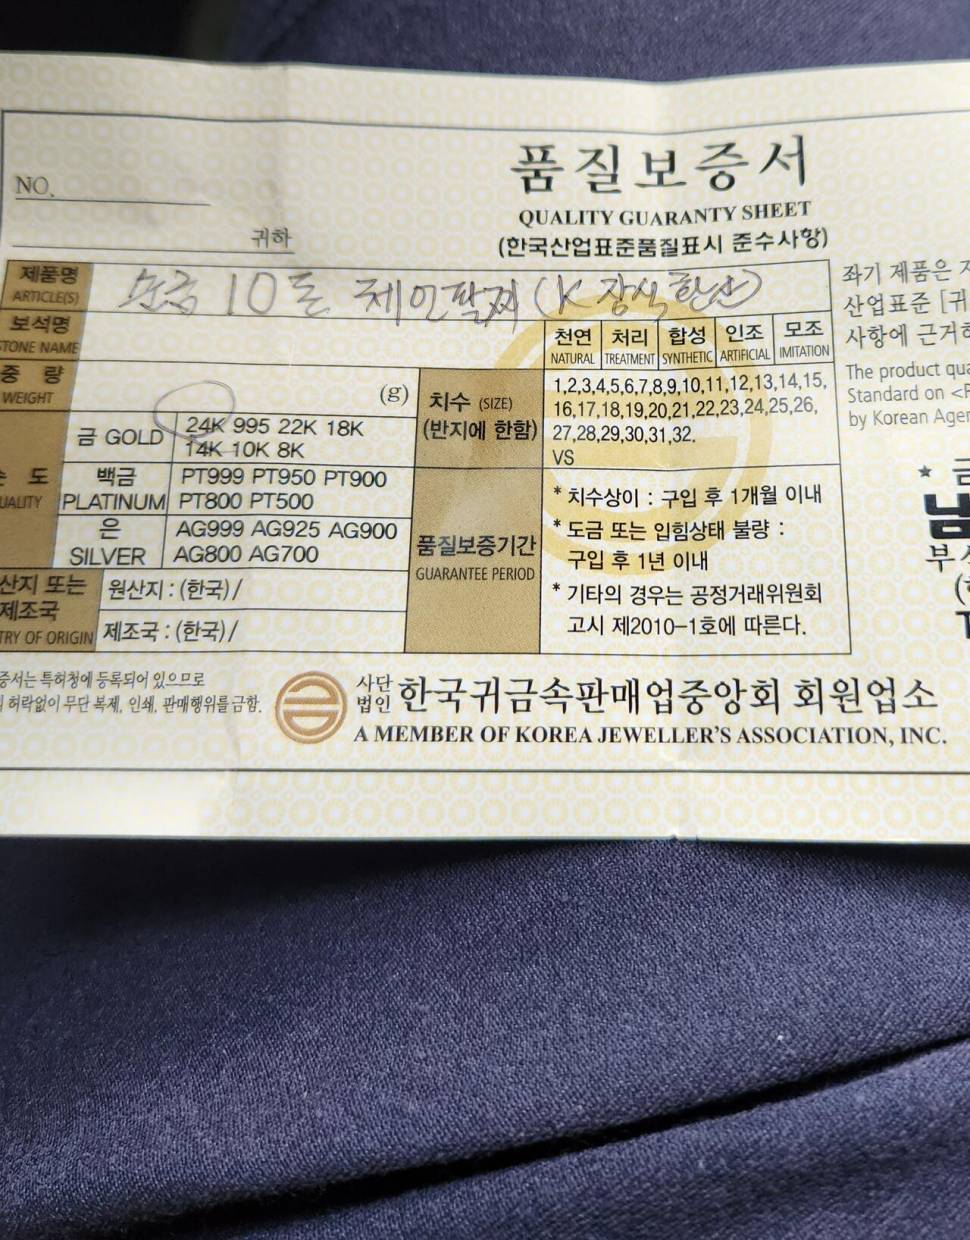 품질보증서
QUALITY GUARANTY SHEET
(한국산업표준품질표시 준수사항)
NO.
귀하
제품명
ARTICLE(S)
순금 10돈 체인팔찌 (K 장식 환산)
보석명
STONE NAME
천연 처리 합성 인조 모조
NATURAL TREATMENT SYNTHETIC ARTIFICIAL IMITATION
중 량
WEIGHT
(g)
치수 (SIZE)
(반지에 한함)
1,2,3,4,5,6,7,8,9,10,11,12,13,14,15,
16,17,18,19,20,21,22,23,24,25,26,
27,28,29,30,31,32.
VS
도
금 GOLD
24K 995 22K 18K
14K 10K 8K
백금
PLATINUM
PT999 PT950 PT900
PT800 PT500
은
SILVER
AG999 AG925 AG900
AG800 AG700
품질보증기간
GUARANTEE PERIOD
* 치수상이 : 구입 후 1개월 이내
* 도금 또는 입힘상태 불량 :
구입 후 1년 이내
* 기타의 경우는 공정거래위원회
고시 제2010-1호에 따른다.
산지 또는
제조국
TRY OF ORIGIN
원산지 : (한국) /
제조국 : (한국) /
증서는 특허청에 등록되어 있으므로
허락없이 무단 복제, 인쇄, 판매행위를 금함.
사단법인 한국귀금속판매업중앙회 회원업소
A MEMBER OF KOREA JEWELLER'S ASSOCIATION, INC.
좌기 제품은
산업표준 [귀
사항에 근거하
The product qua
Standard on <
by Korean Agen